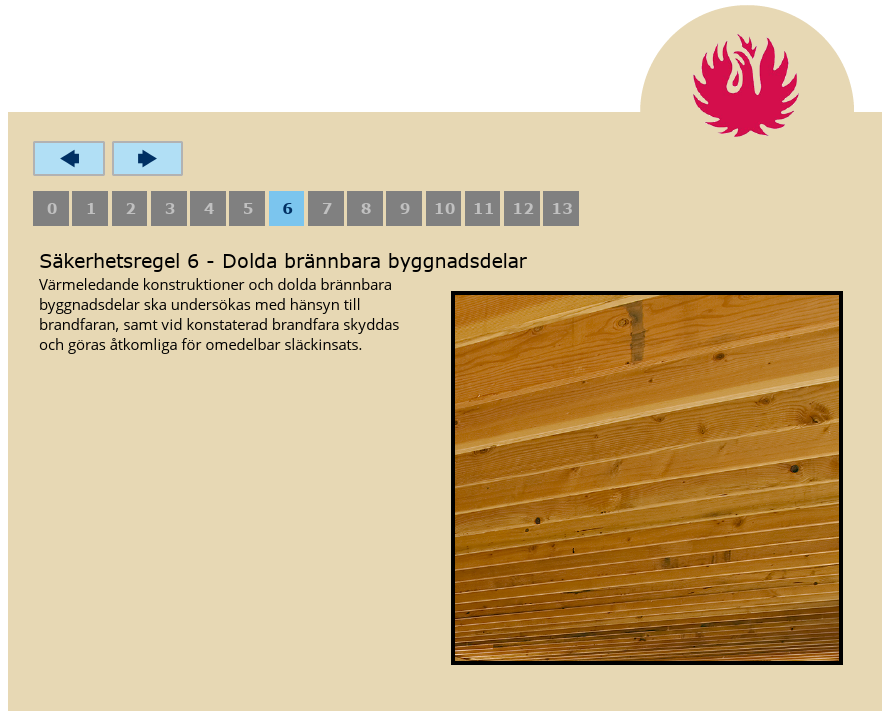 0 1 2 3 4 5 6 7 8 9 10 11 12 13
Säkerhetsregel 6 - Dolda brännbara byggnadsdelar
Värmeledande konstruktioner och dolda brännbara
byggnadsdelar ska undersökas med hänsyn till
brandfaran, samt vid konstaterad brandfara skyddas
och göras åtkomliga för omedelbar släckinsats.